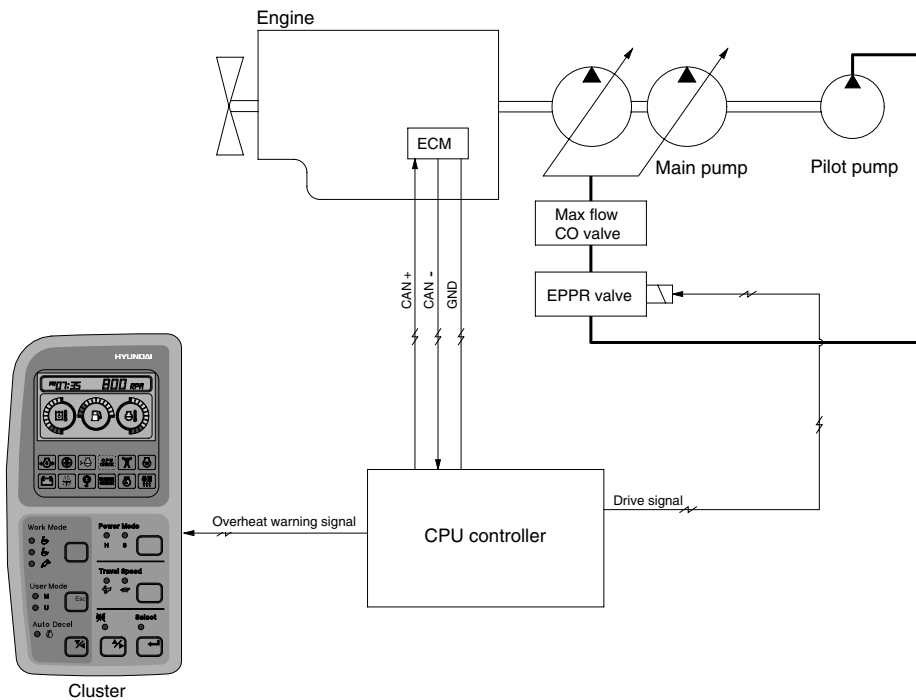 Engine
ECM
Main pump
Pilot pump
Max flow
CO valve
EPPR valve
CAN +
CAN -
GND
HYUNDAI
07:35 800 RPM
Drive signal
Overheat warning signal
CPU controller
Work Mode
Power Mode
H S
Travel Speed
User Mode
M
U
Esc
Auto Decel
Select
Cluster